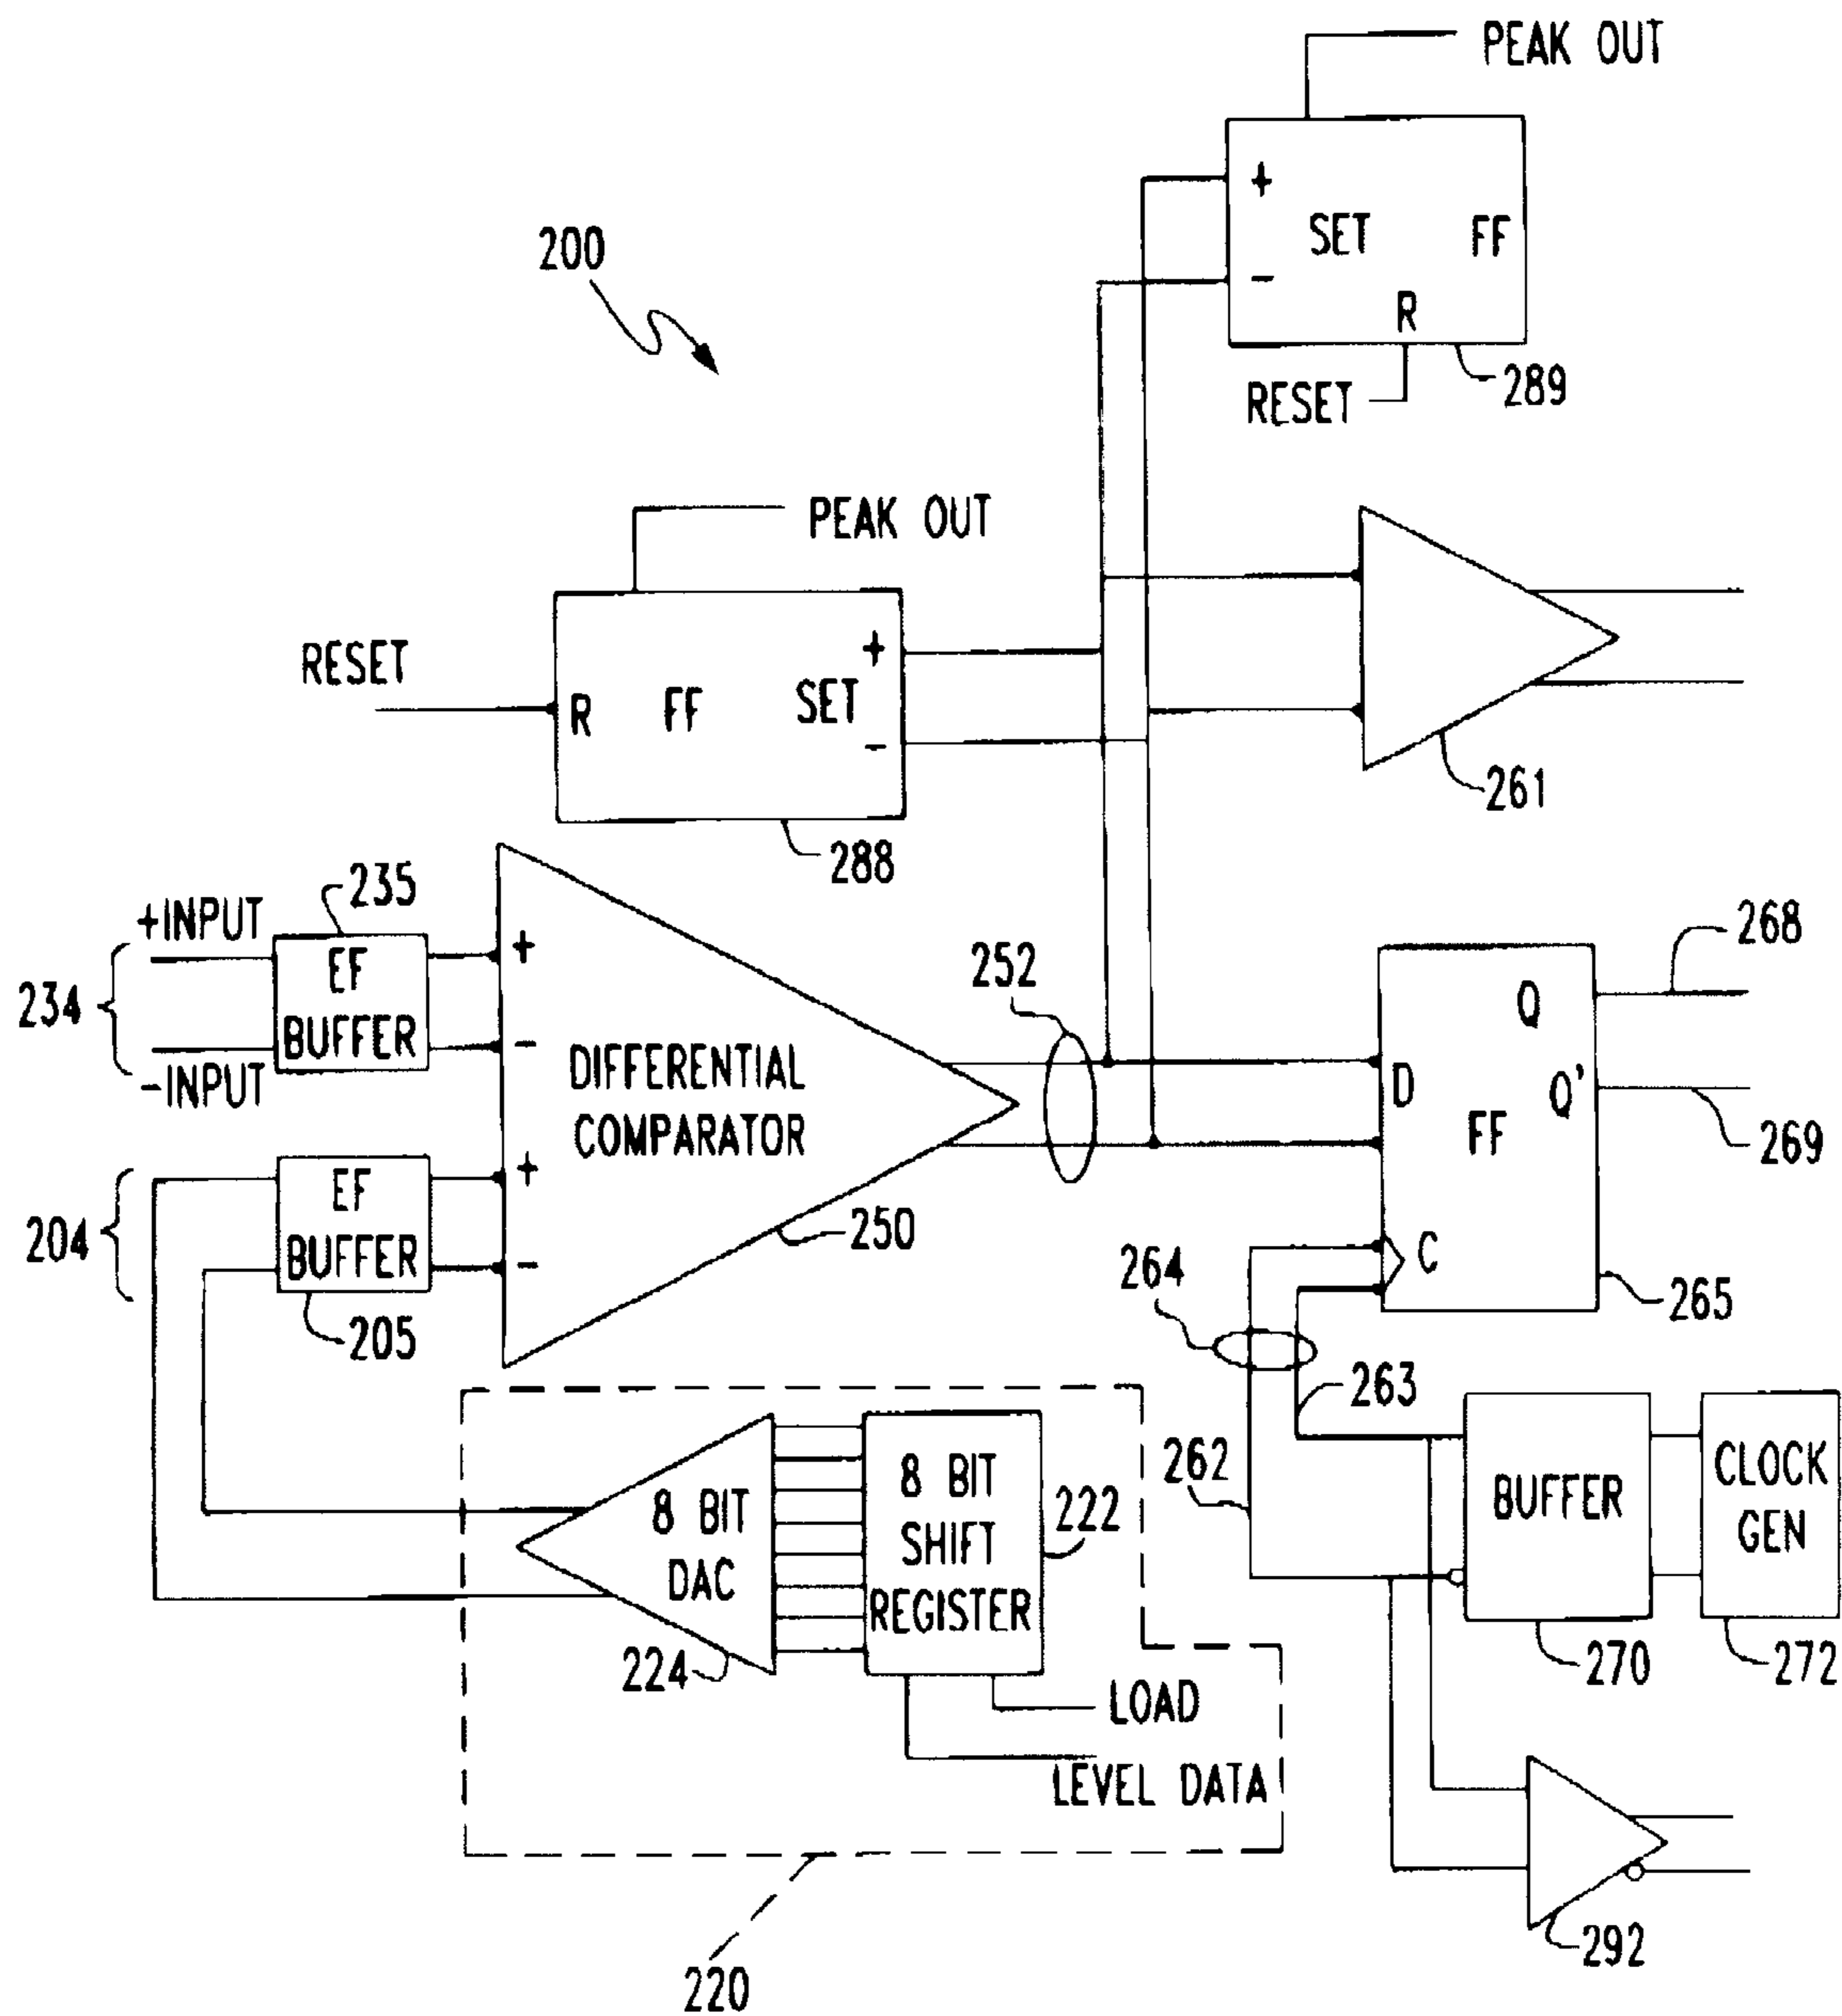 PEAK OUT
+
SET FF
-
R
200
RESET
289
PEAK OUT
RESET
+
R FF SET
-
261
288
235
+INPUT
EF
BUFFER
+
-
234
-INPUT
252
268
Q
D
Q'
FF
269
DIFFERENTIAL
COMPARATOR
204
EF
BUFFER
+
-
205
250
264
C
265
263
262
8 BIT
DAC
8 BIT
SHIFT
REGISTER
222
BUFFER
CLOCK
GEN
224
270
272
LOAD
LEVEL DATA
292
220